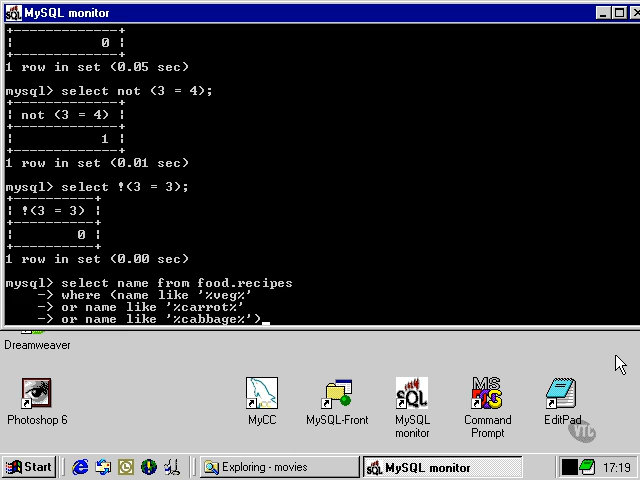 MySQL monitor
+-------------+
¦ 0 ¦
+-------------+
1 row in set (0.05 sec)
mysql> select not (3 = 4);
+-------------+
¦ not (3 = 4) ¦
+-------------+
¦ 1 ¦
+-------------+
1 row in set (0.01 sec)
mysql> select !(3 = 3);
+----------+
¦ !(3 = 3) ¦
+----------+
¦ 0 ¦
+----------+
1 row in set (0.00 sec)
mysql> select name from food.recipes
-> where (name like '%veg%'
-> or name like '%carrot%'
-> or name like '%cabbage%')_
Dreamweaver
Photoshop 6
MyCC
MySQL-Front
MySQL
monitor
Command
Prompt
EditPad
VTC
Start
Exploring - movies
MySQL monitor
17:19